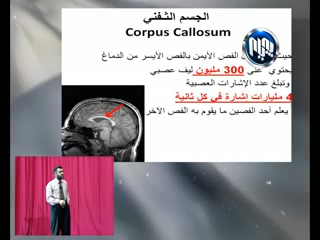 الجسم الثفني
Corpus Callosum
الفص الأيمن بالفص الأيسر من الدماغ
يحتوي على 300 مليون ليف عصبي
وتبلغ عدد الإشارات العصبية
4 مليارات إشارة في كل ثانية
يعلم أحد الفصين ما يقوم به الفص الآخر